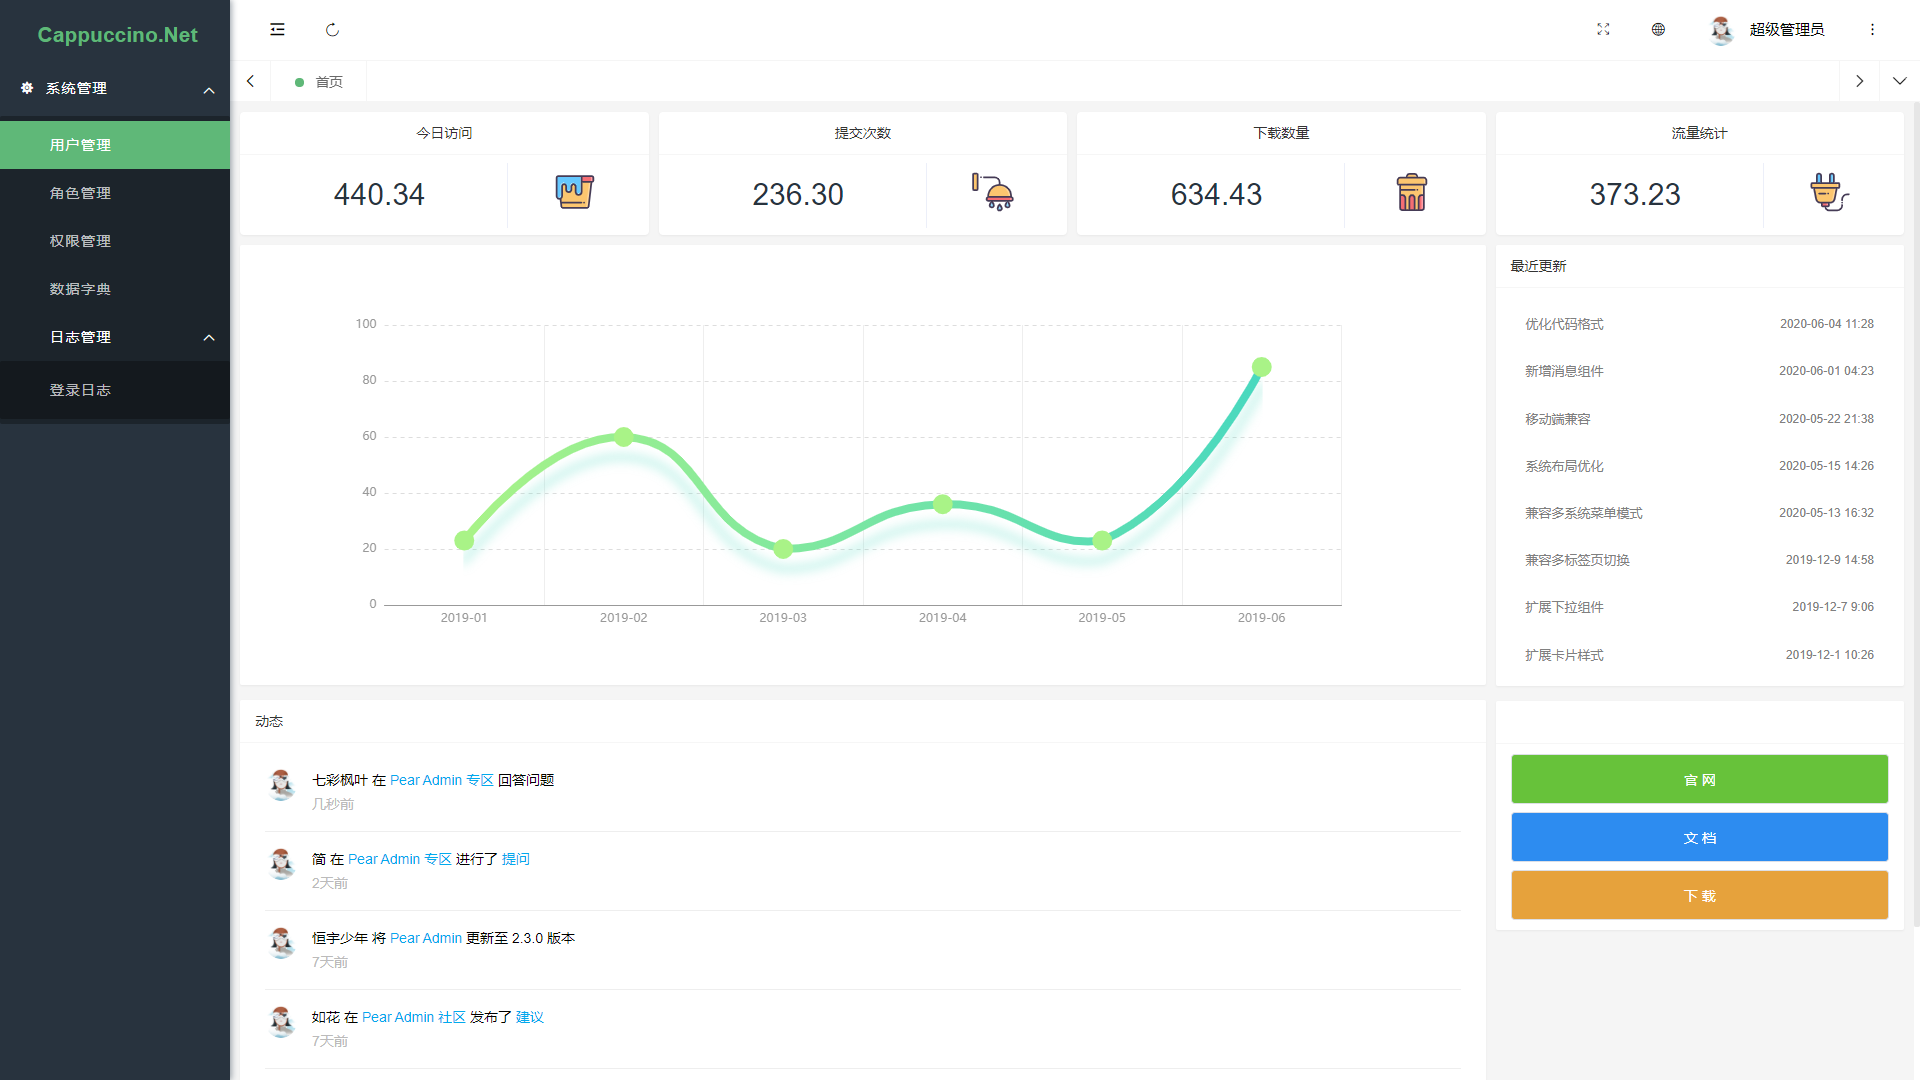 Cappuccino.Net
系统管理
用户管理
角色管理
权限管理
数据字典
日志管理
登录日志
超级管理员
首页
今日访问
440.34
提交次数
236.30
下载数量
634.43
流量统计
373.23
100
80
60
40
20
0
2019-01 2019-02 2019-03 2019-04 2019-05 2019-06
最近更新
优化代码格式 2020-06-04 11:28
新增消息组件 2020-06-01 04:23
移动端兼容 2020-05-22 21:38
系统布局优化 2020-05-15 14:26
兼容多系统菜单模式 2020-05-13 16:32
兼容多标签页切换 2019-12-9 14:58
扩展下拉组件 2019-12-7 9:06
扩展卡片样式 2019-12-1 10:26
动态
七彩枫叶 在 Pear Admin 专区 回答问题
几秒前
简 在 Pear Admin 专区 进行了 提问
2天前
恒宇少年 将 Pear Admin 更新至 2.3.0 版本
7天前
如花 在 Pear Admin 社区 发布了 建议
7天前
官 网
文 档
下 载